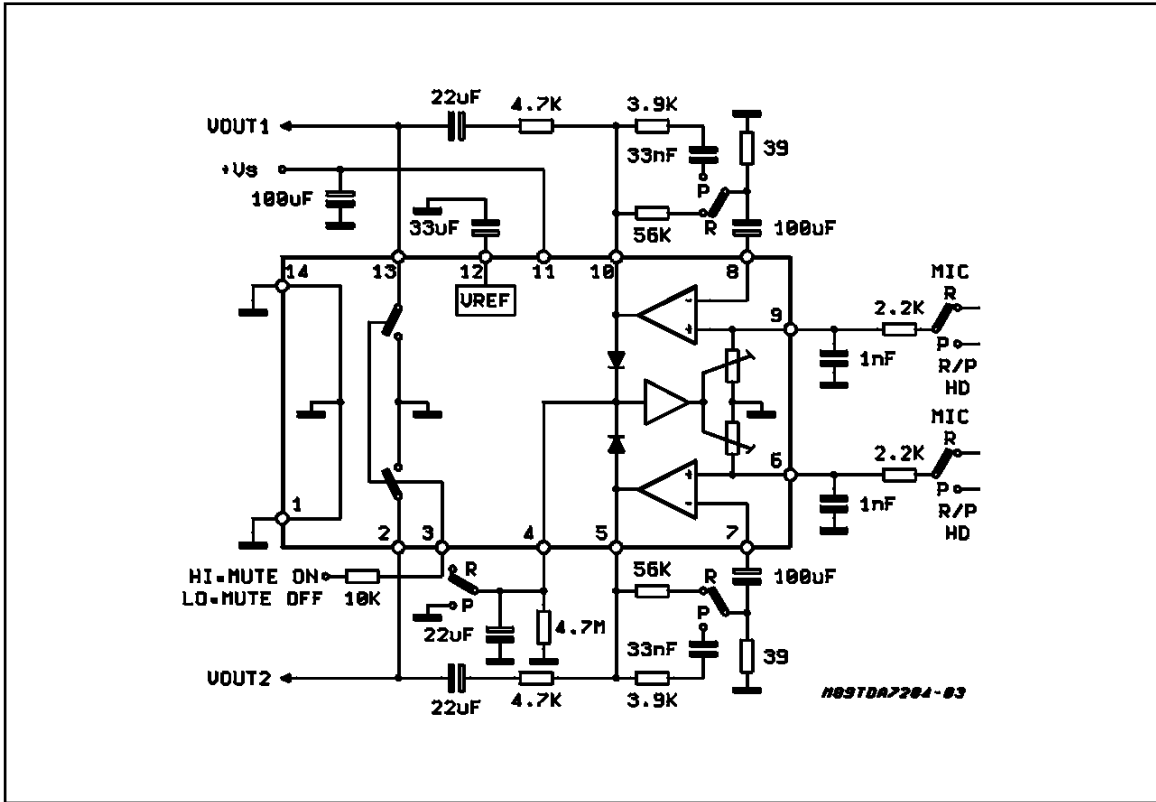 22uF
4.7K
3.9K
VOUT1
33nF
39
+Vs
P
100uF
33uF
56K
R
100uF
14
13
12
11
10
8
MIC
R
VREF
9
2.2K
1nF
P
R/P
HD
MIC
R
6
2.2K
1nF
P
R/P
HD
1
2
3
4
5
7
HI=MUTE ON
LO=MUTE OFF
10K
R
P
56K
R
100uF
22uF
4.7M
P
33nF
39
VOUT2
22uF
4.7K
3.9K
M89TDA7284-03